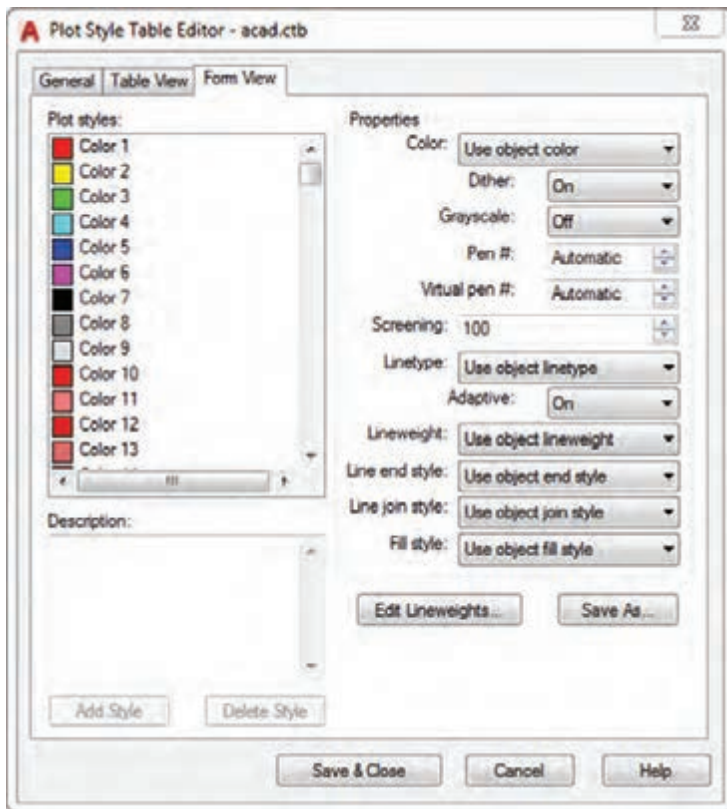 Plot Style Table Editor - acad.ctb
General
Table View
Form View
Plot styles:
Color 1
Color 2
Color 3
Color 4
Color 5
Color 6
Color 7
Color 8
Color 9
Color 10
Color 11
Color 12
Color 13
Description:
Add Style
Delete Style
Properties
Color: Use object color
Dither: On
Grayscale: Off
Pen #: Automatic
Virtual pen #: Automatic
Screening: 100
Linetype: Use object linetype
Adaptive: On
Lineweight: Use object lineweight
Line end style: Use object end style
Line join style: Use object join style
Fill style: Use object fill style
Edit Lineweights...
Save As...
Save & Close
Cancel
Help